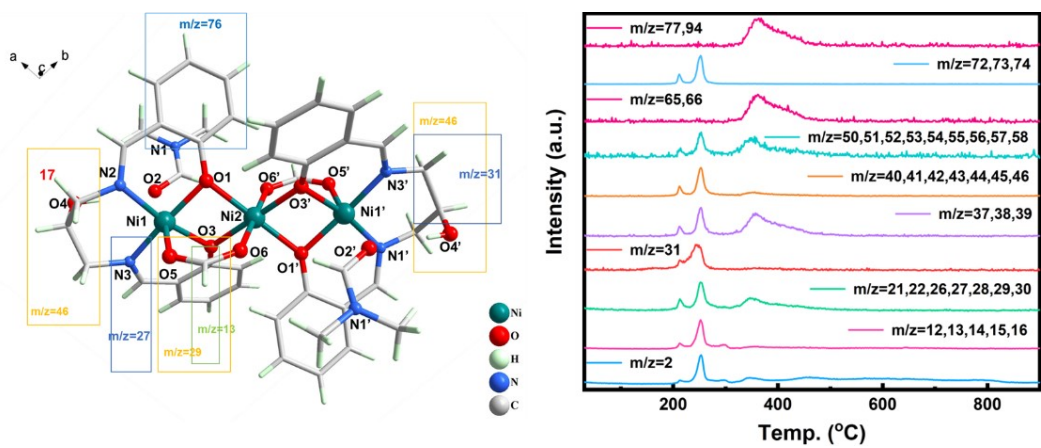 m/z=76
a
c
b
m/z=46
m/z=31
17
N1
O2
N2
O1
O6'
O5'
N3'
O4
Ni1
Ni2
O3'
Ni1'
O3
O6
O2'
N1'
O4'
N3
O5
O1'
m/z=46
m/z=27
m/z=13
m/z=29
N1'
Ni
O
H
N
C
Intensity (a.u.)
m/z=77,94
m/z=72,73,74
m/z=65,66
m/z=50,51,52,53,54,55,56,57,58
m/z=40,41,42,43,44,45,46
m/z=37,38,39
m/z=31
m/z=21,22,26,27,28,29,30
m/z=12,13,14,15,16
m/z=2
200 400 600 800
Temp. (°C)